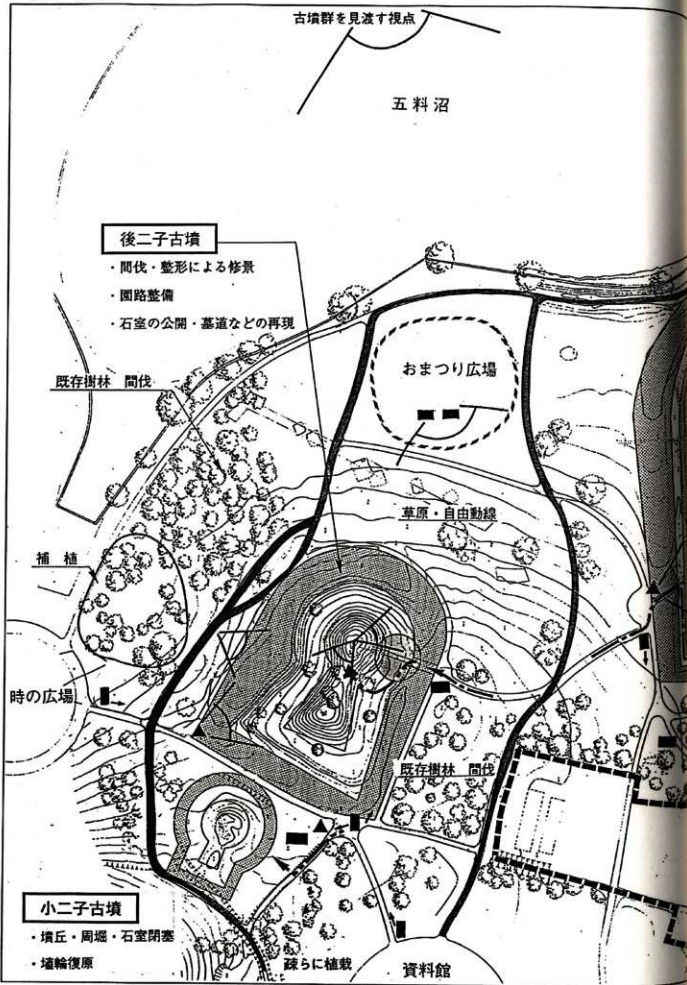 古墳群を見渡す視点
五料沼
後二子古墳
・間伐・整形による修景
・園路整備
・石室の公開・墓道などの再現
既存樹林 間伐
おまつり広場
草原・自由動線
補植
時の広場
既存樹林 間伐
小二子古墳
・墳丘・周堀・石室閉塞
・埴輪復原
疎らに植栽
資料館